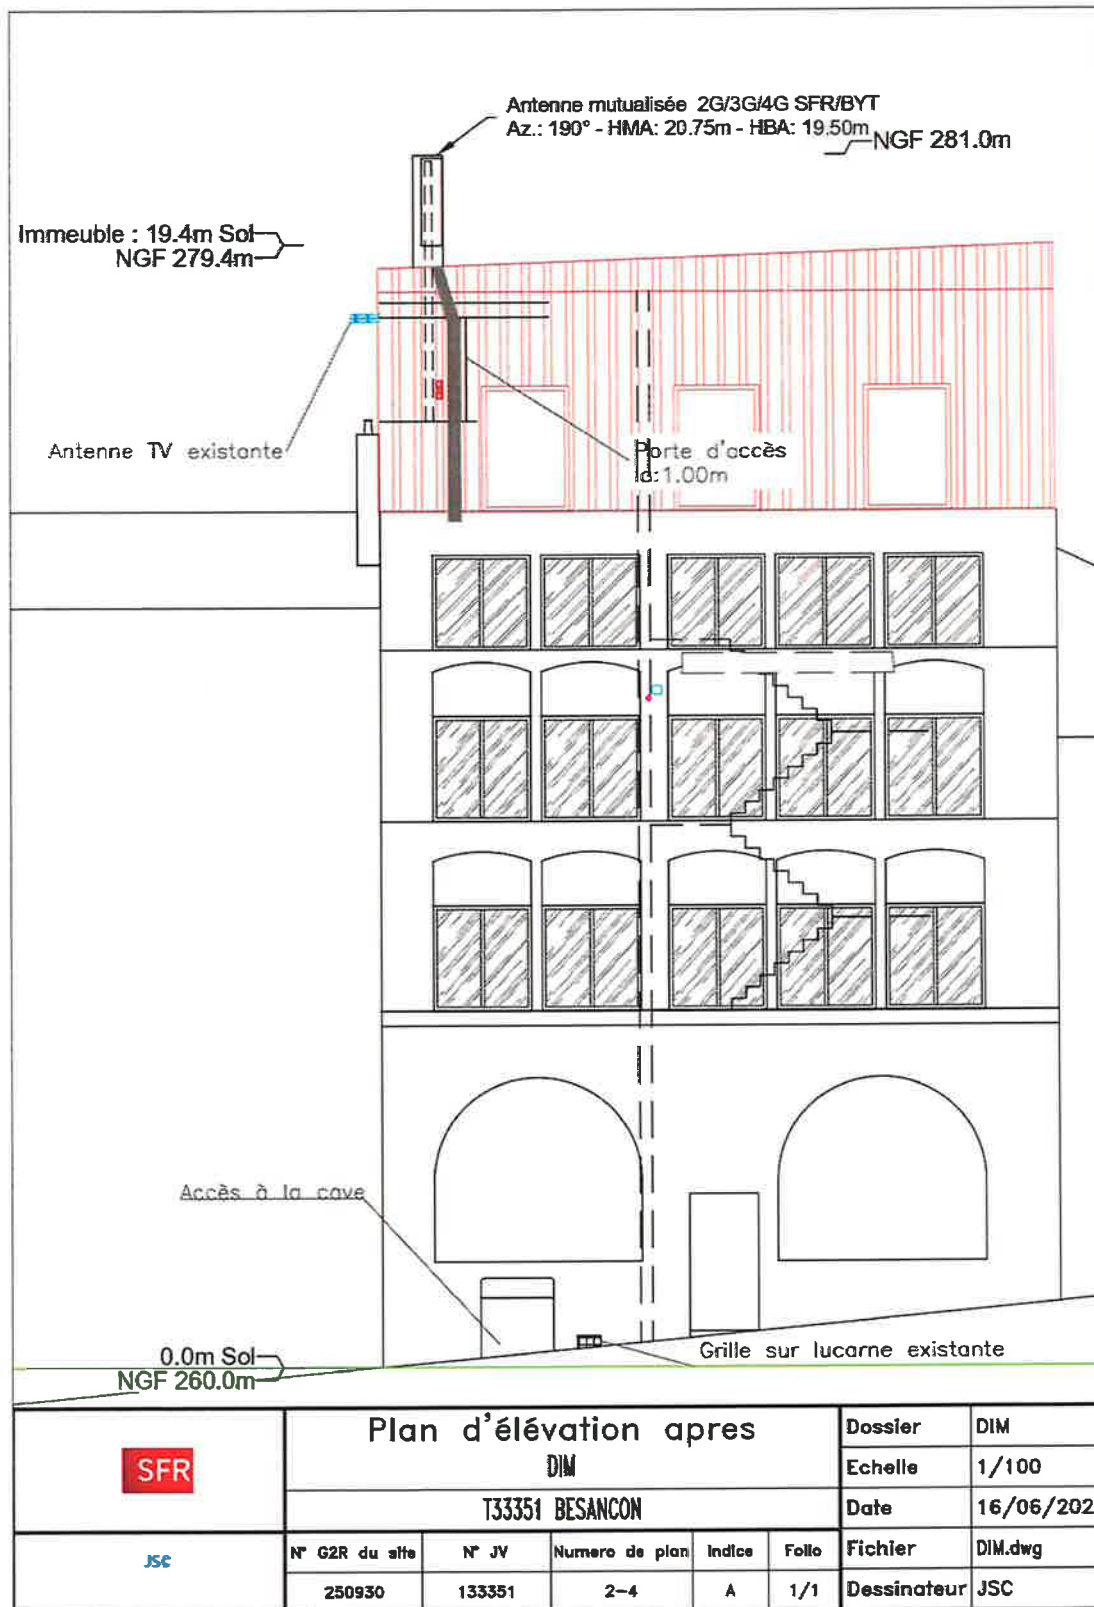 Antenne mutualisée 2G/3G/4G SFR/BYT
Az.: 190° - HMA: 20.75m - HBA: 19.50m
NGF 281.0m
Immeuble : 19.4m Sol
NGF 279.4m
Antenne TV existante
Porte d'accès
1.00m
Accès à la cave
0.0m Sol
NGF 260.0m
Grille sur lucarne existante
SFR
Plan d'élévation apres
DIM
T33351 BESANCON
Dossier DIM
Echelle 1/100
Date 16/06/202
JSC
N° G2R du site N° JV Numero de plan Indice Folio
250930 133351 2-4 A 1/1
Fichier DIM.dwg
Dessinateur JSC